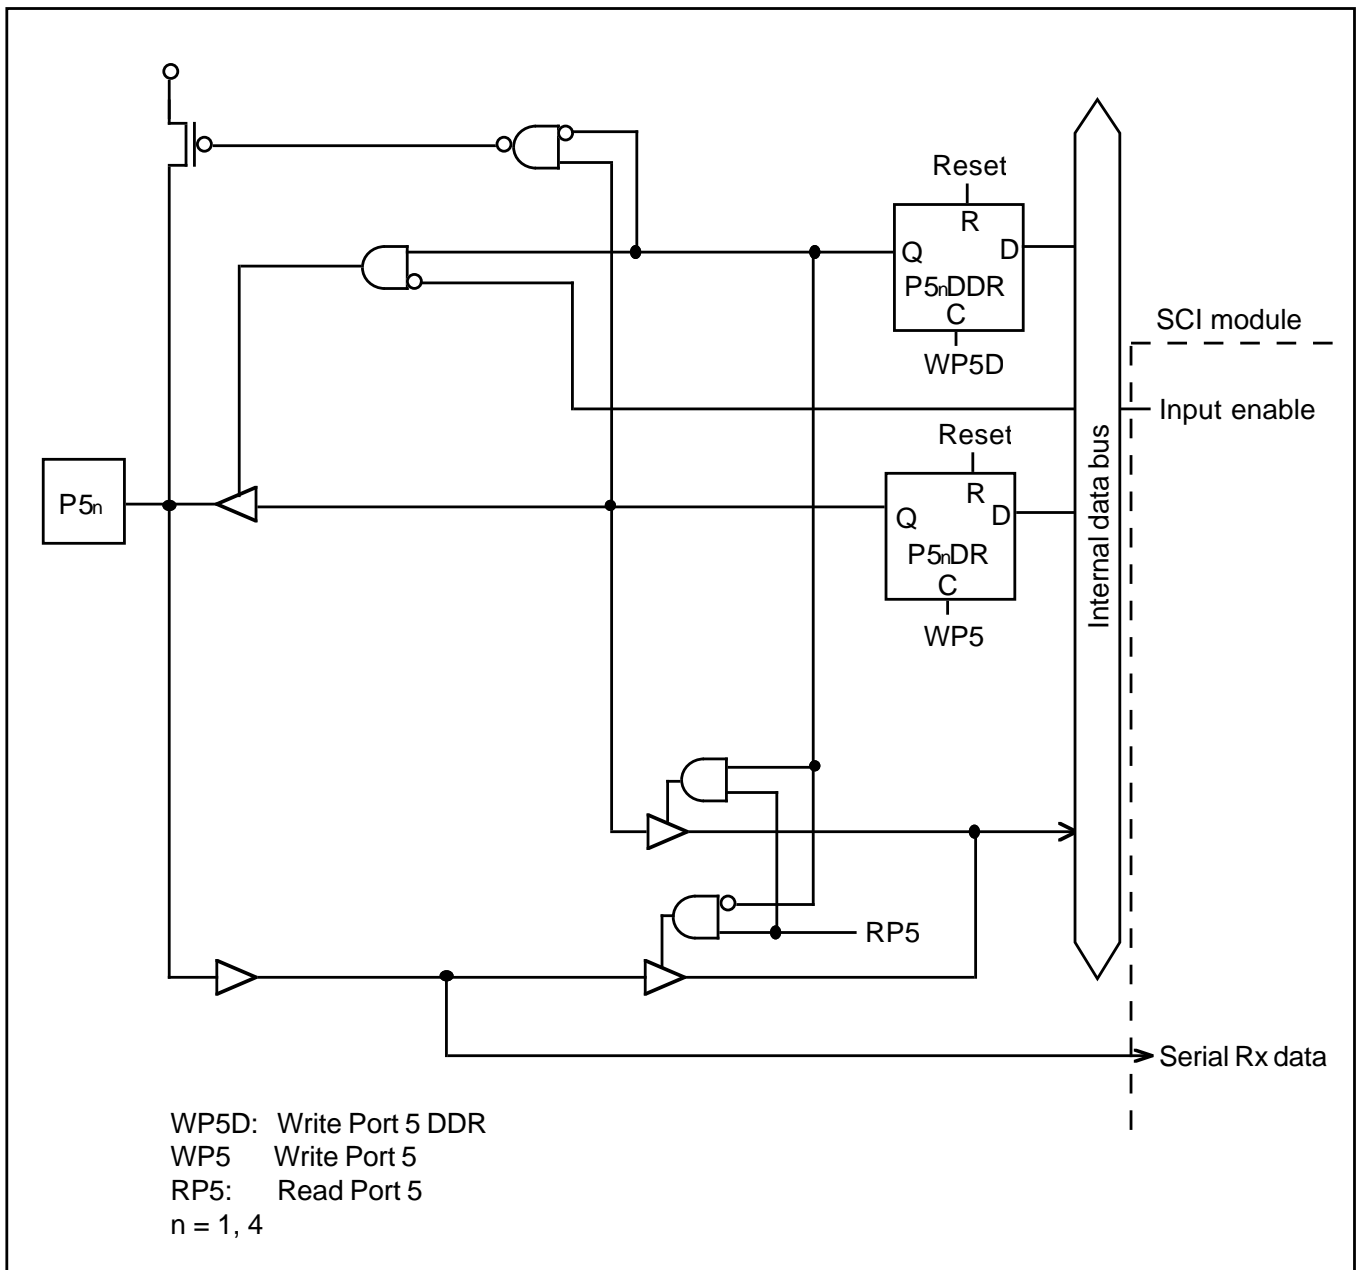 Reset
R
Q
D
P5nDDR
C
WP5D
SCI module
Input enable
Reset
R
Q
D
P5nDR
C
WP5
P5n
Internal data bus
RP5
Serial Rx data
WP5D: Write Port 5 DDR
WP5 Write Port 5
RP5: Read Port 5
n = 1, 4